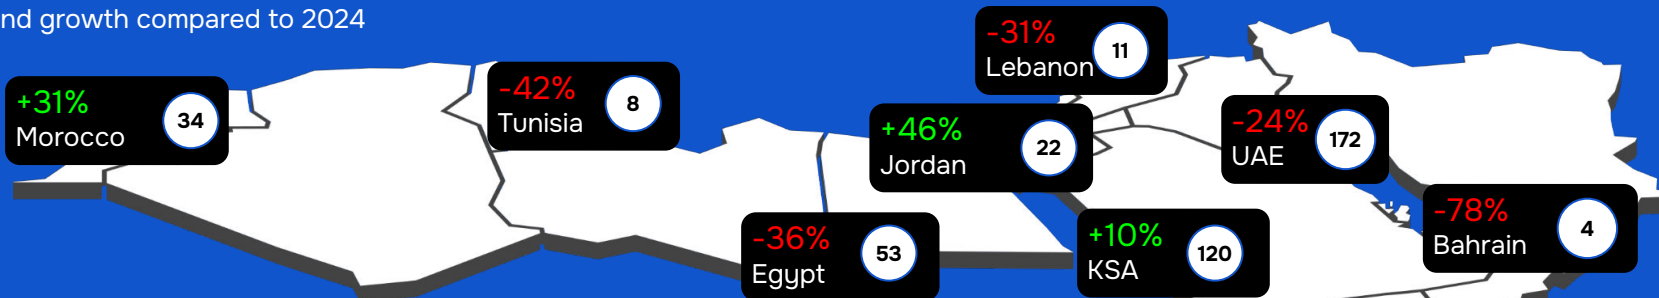 nd growth compared to 2024
-31%
Lebanon
11
+31%
Morocco
34
-42%
Tunisia
8
+46%
Jordan
22
-24%
UAE
172
-78%
Bahrain
4
-36%
Egypt
53
+10%
KSA
120